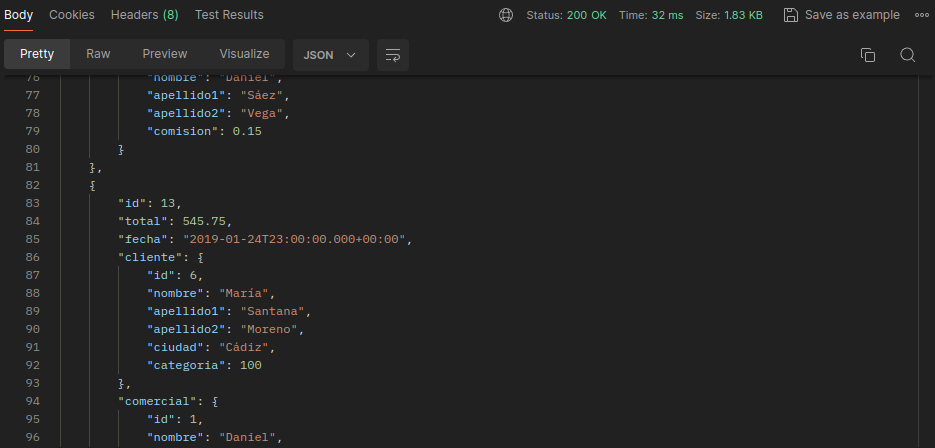 Body Cookies Headers (8) Test Results Status: 200 OK Time: 32 ms Size: 1.83 KB Save as example
Pretty Raw Preview Visualize JSON
76 "nombre": "Daniel",
77 "apellido1": "Sáez",
78 "apellido2": "Vega",
79 "comision": 0.15
80 }
81 },
82 {
83 "id": 13,
84 "total": 545.75,
85 "fecha": "2019-01-24T23:00:00.000+00:00",
86 "cliente": {
87 "id": 6,
88 "nombre": "María",
89 "apellido1": "Santana",
90 "apellido2": "Moreno",
91 "ciudad": "Cádiz",
92 "categoria": 100
93 },
94 "comercial": {
95 "id": 1,
96 "nombre": "Daniel",